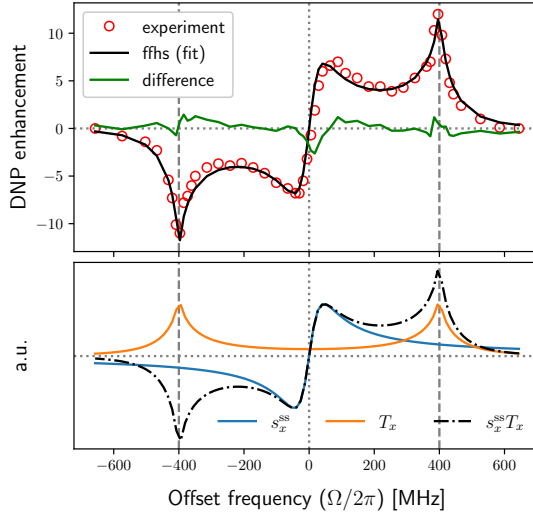 experiment
ffhs (fit)
difference
DNP enhancement
10
5
0
−5
−10
a.u.
s_x^ss
T_x
s_x^ss T_x
−600 −400 −200 0 200 400 600
Offset frequency (Ω/2π) [MHz]